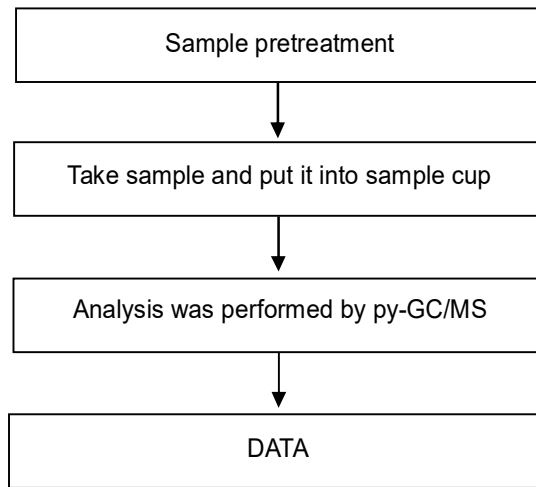 Sample pretreatment
Take sample and put it into sample cup
Analysis was performed by py-GC/MS
DATA